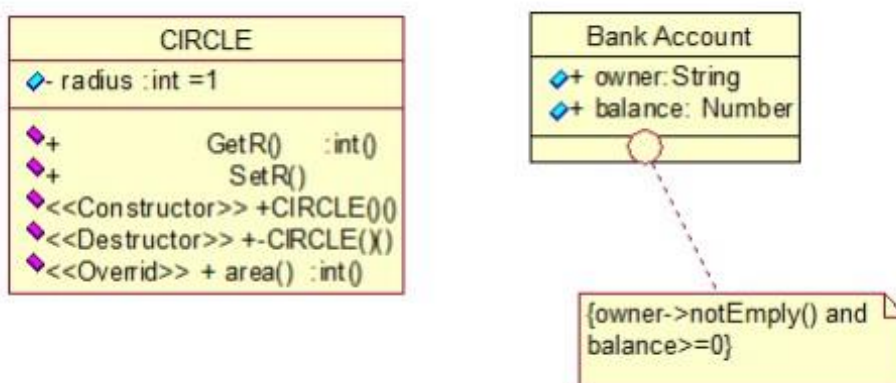 CIRCLE
- radius :int =1
+ GetR() :int()
+ SetR()
<<Constructor>> +CIRCLE()()
<<Destructor>> +-CIRCLE()()
<<Overrid>> + area() :int()
Bank Account
+ owner:String
+ balance: Number
{owner->notEmply() and
balance>=0}